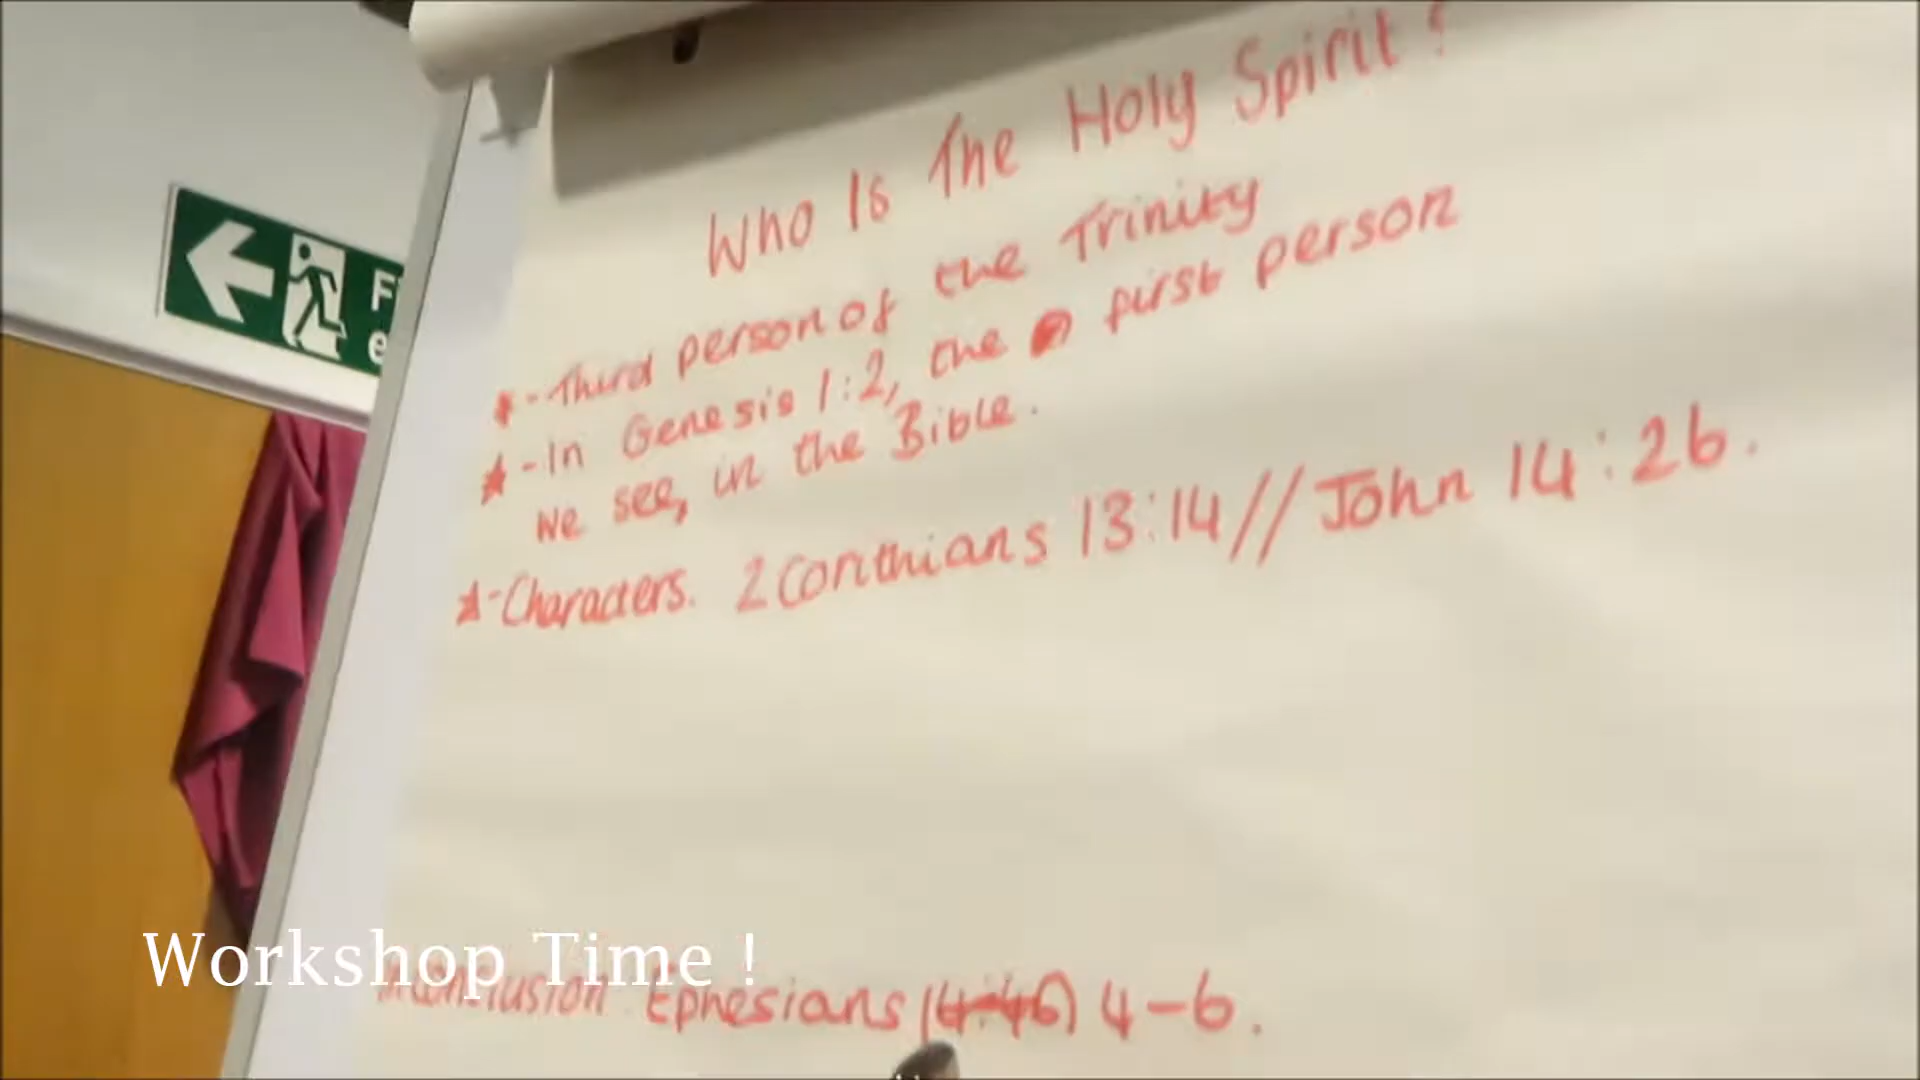 Who Is The Holy Spirit?
- Third person of the Trinity
- In Genesis 1:2, the first person
we see, in the Bible.
- Characters. 2 Corinthians 13:14 // John 14:26.
Conclusion Ephesians 4-6.
Workshop Time !